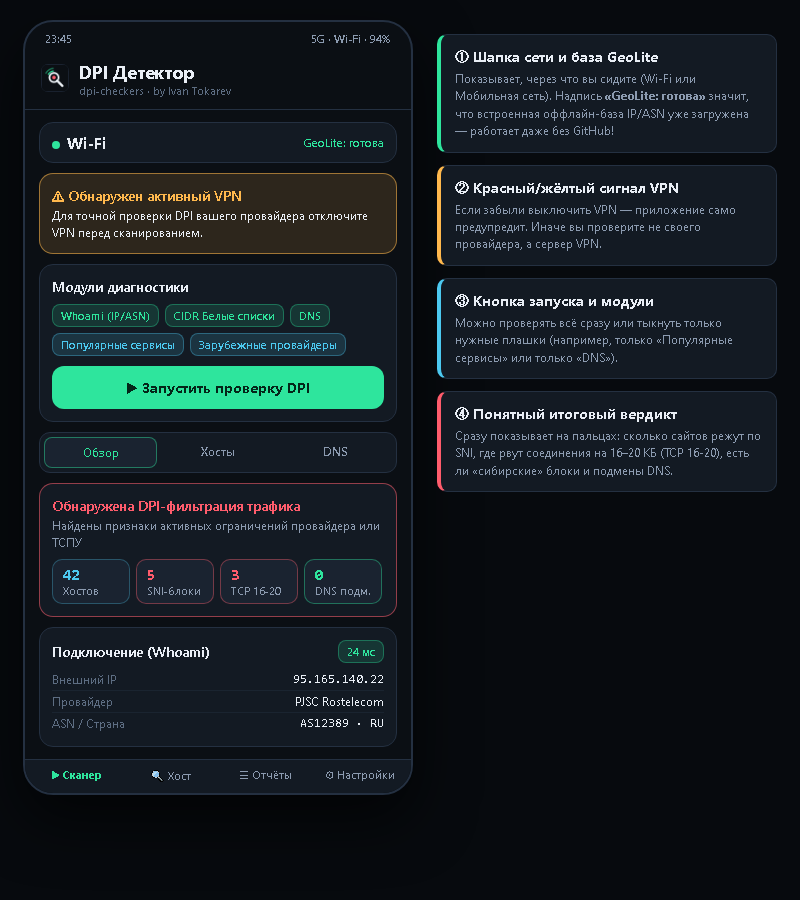 23:45
5G · Wi-Fi · 94%
DPI Детектор
dpi-checkers · by Ivan Tokarev
Wi-Fi
GeoLite: готова
⚠ Обнаружен активный VPN
Для точной проверки DPI вашего провайдера отключите
VPN перед сканированием.
Модули диагностики
Whoami (IP/ASN) CIDR Белые списки DNS
Популярные сервисы Зарубежные провайдеры
▶ Запустить проверку DPI
Обзор Хосты DNS
Обнаружена DPI-фильтрация трафика
Найдены признаки активных ограничений провайдера или
ТСПУ
42 5 3 0
Хостов SNI-блоки TCP 16-20 DNS подм.
Подключение (Whoami) 24 мс
Внешний IP 95.165.140.22
Провайдер PJSC Rostelecom
ASN / Страна AS12389 · RU
▶ Сканер 🔍 Хост ☰ Отчёты ⚙ Настройки
① Шапка сети и база GeoLite
Показывает, через что вы сидите (Wi-Fi или
Мобильная сеть). Надпись «GeoLite: готова» значит,
что встроенная оффлайн-база IP/ASN уже загружена
— работает даже без GitHub!
② Красный/жёлтый сигнал VPN
Если забыли выключить VPN — приложение само
предупредит. Иначе вы проверите не своего
провайдера, а сервер VPN.
③ Кнопка запуска и модули
Можно проверять всё сразу или тыкнуть только
нужные плашки (например, только «Популярные
сервисы» или только «DNS»).
④ Понятный итоговый вердикт
Сразу показывает на пальцах: сколько сайтов режут по
SNI, где рвут соединения на 16–20 КБ (TCP 16-20), есть
ли «сибирские» блоки и подмены DNS.